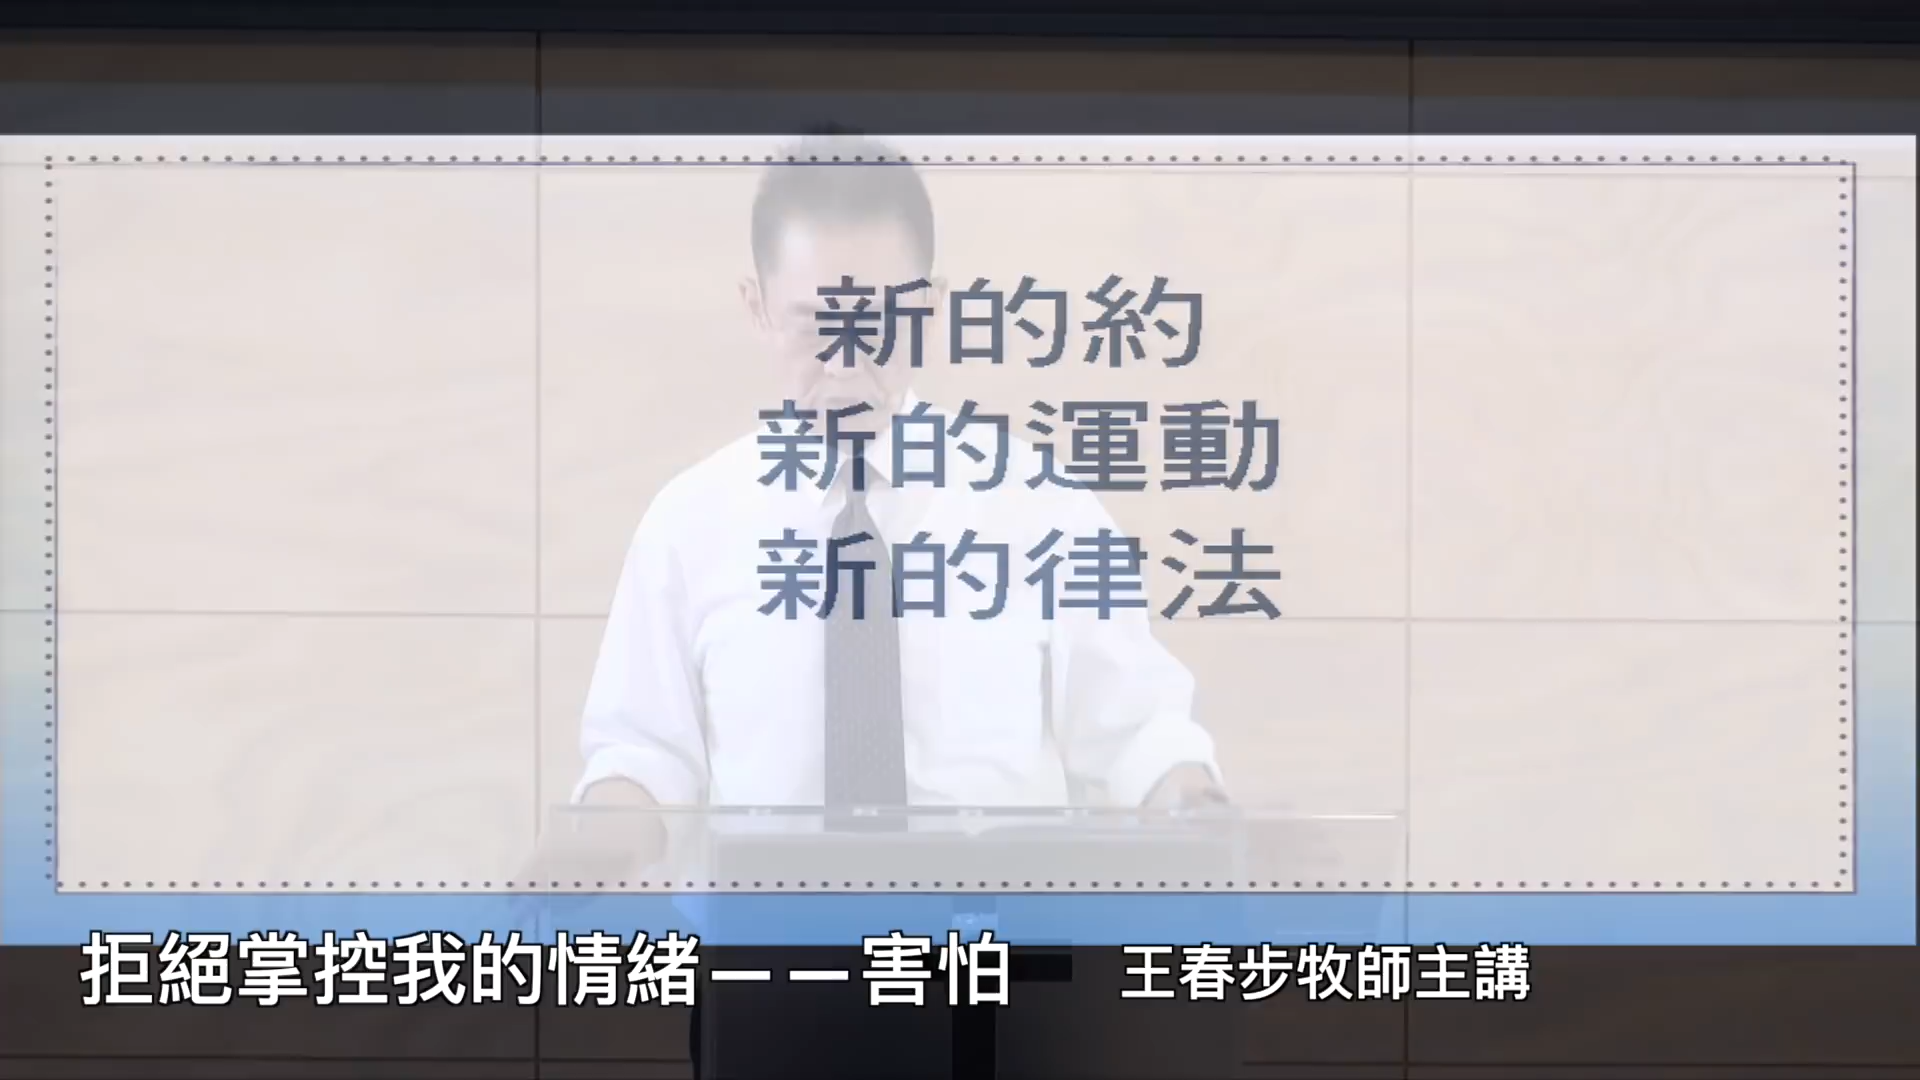 新的約
新的運動
新的律法
拒絕掌控我的情緒——害怕
王春步牧師主講